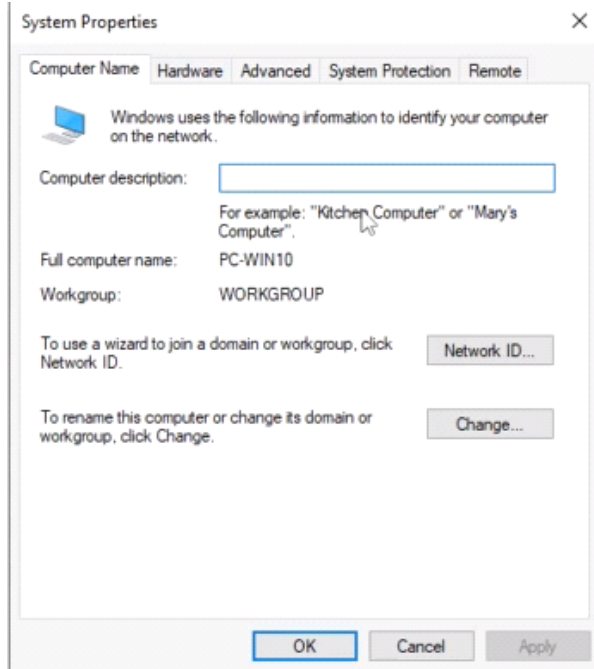 System Properties
Computer Name Hardware Advanced System Protection Remote
Windows uses the following information to identify your computer
on the network.
Computer description:
For example: "Kitchen Computer" or "Mary's
Computer".
Full computer name: PC-WIN10
Workgroup: WORKGROUP
To use a wizard to join a domain or workgroup, click
Network ID.
Network ID...
To rename this computer or change its domain or
workgroup, click Change.
Change...
OK Cancel Apply